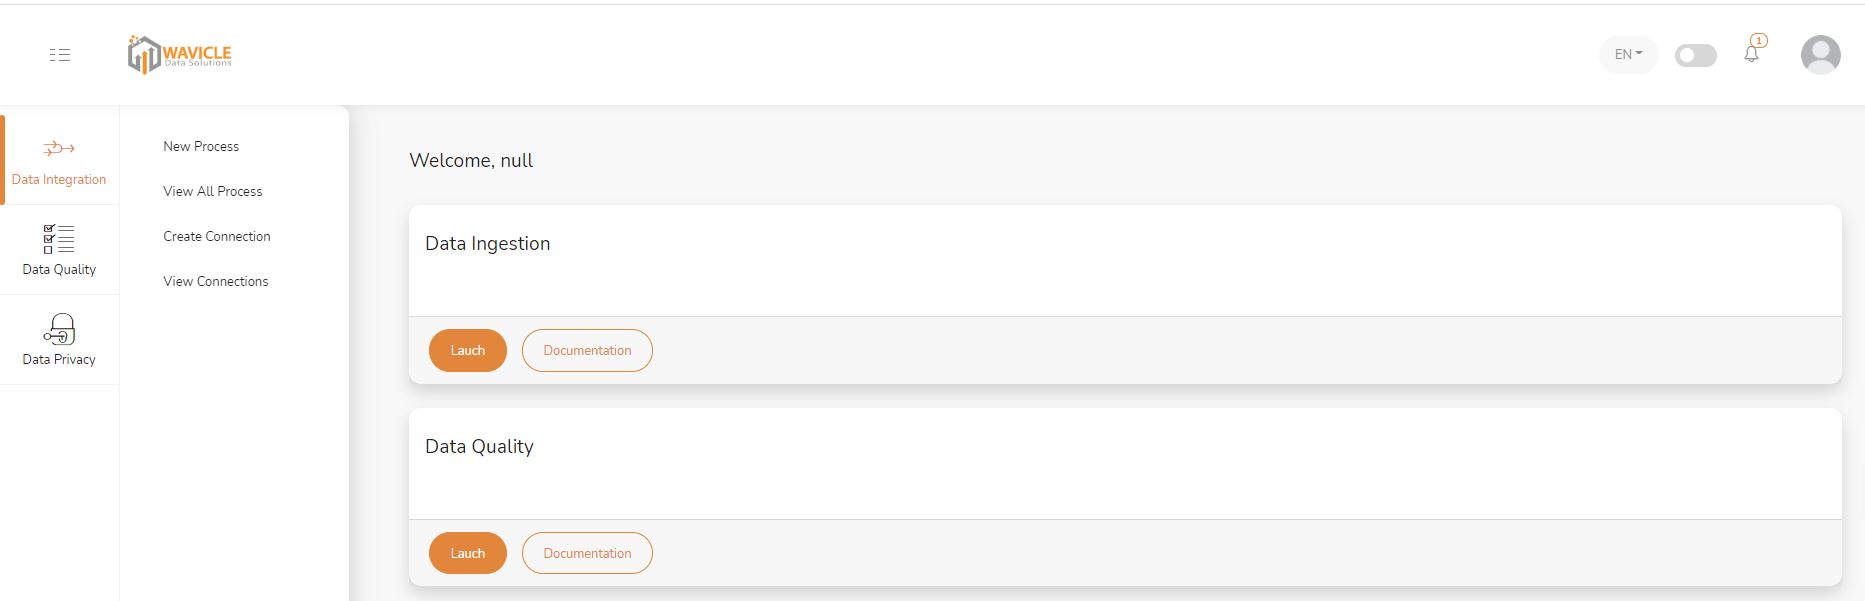 WAVICLE
Data Solutions
EN
1
Data Integration
Data Quality
Data Privacy
New Process
View All Process
Create Connection
View Connections
Welcome, null
Data Ingestion
Lauch
Documentation
Data Quality
Lauch
Documentation